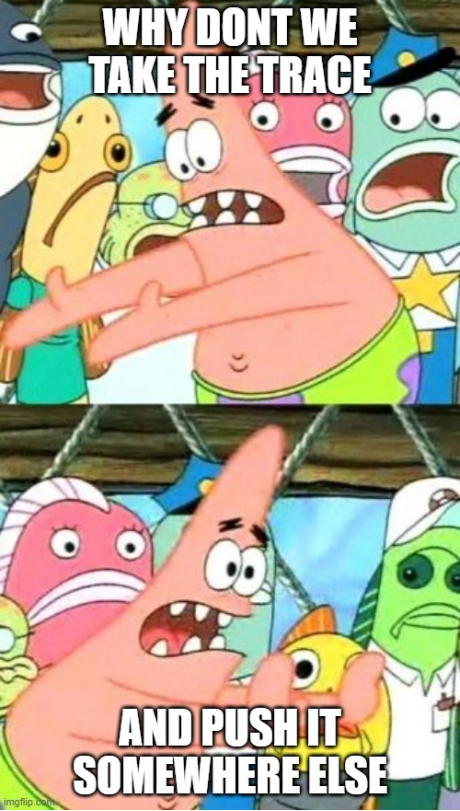 WHY DONT WE
TAKE THE TRACE
AND PUSH IT
SOMEWHERE ELSE
imgflip.com